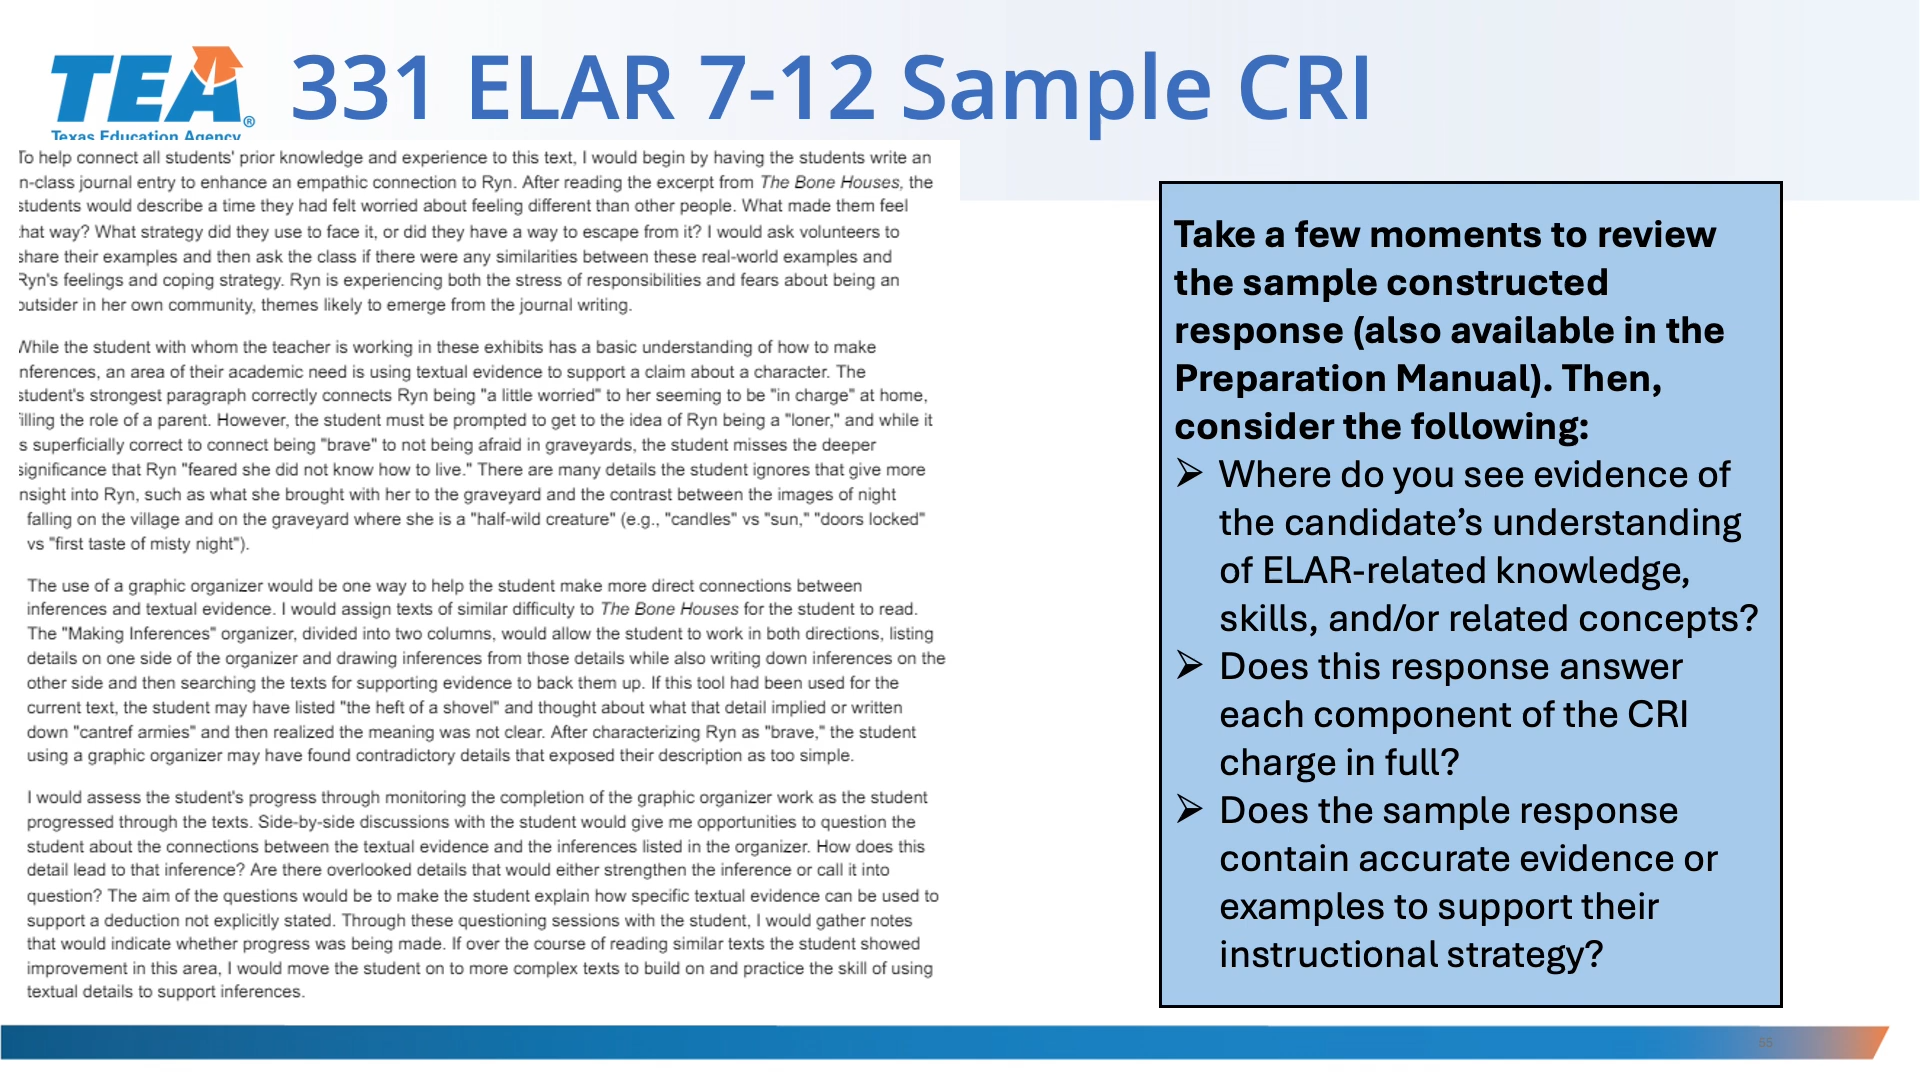 TEA®
Texas Education Agency
331 ELAR 7-12 Sample CRI
To help connect all students' prior knowledge and experience to this text, I would begin by having the students write an
n-class journal entry to enhance an empathic connection to Ryn. After reading the excerpt from The Bone Houses, the
students would describe a time they had felt worried about feeling different than other people. What made them feel
that way? What strategy did they use to face it, or did they have a way to escape from it? I would ask volunteers to
share their examples and then ask the class if there were any similarities between these real-world examples and
Ryn's feelings and coping strategy. Ryn is experiencing both the stress of responsibilities and fears about being an
outsider in her own community, themes likely to emerge from the journal writing.
While the student with whom the teacher is working in these exhibits has a basic understanding of how to make
nferences, an area of their academic need is using textual evidence to support a claim about a character. The
student's strongest paragraph correctly connects Ryn being "a little worried" to her seeming to be "in charge" at home,
filling the role of a parent. However, the student must be prompted to get to the idea of Ryn being a "loner," and while it
s superficially correct to connect being "brave" to not being afraid in graveyards, the student misses the deeper
significance that Ryn "feared she did not know how to live." There are many details the student ignores that give more
nsight into Ryn, such as what she brought with her to the graveyard and the contrast between the images of night
falling on the village and on the graveyard where she is a "half-wild creature" (e.g., "candles" vs "sun," "doors locked"
vs "first taste of misty night").
The use of a graphic organizer would be one way to help the student make more direct connections between
inferences and textual evidence. I would assign texts of similar difficulty to The Bone Houses for the student to read.
The "Making Inferences" organizer, divided into two columns, would allow the student to work in both directions, listing
details on one side of the organizer and drawing inferences from those details while also writing down inferences on the
other side and then searching the texts for supporting evidence to back them up. If this tool had been used for the
current text, the student may have listed "the heft of a shovel" and thought about what that detail implied or written
down "cantref armies" and then realized the meaning was not clear. After characterizing Ryn as "brave," the student
using a graphic organizer may have found contradictory details that exposed their description as too simple.
I would assess the student's progress through monitoring the completion of the graphic organizer work as the student
progressed through the texts. Side-by-side discussions with the student would give me opportunities to question the
student about the connections between the textual evidence and the inferences listed in the organizer. How does this
detail lead to that inference? Are there overlooked details that would either strengthen the inference or call it into
question? The aim of the questions would be to make the student explain how specific textual evidence can be used to
support a deduction not explicitly stated. Through these questioning sessions with the student, I would gather notes
that would indicate whether progress was being made. If over the course of reading similar texts the student showed
improvement in this area, I would move the student on to more complex texts to build on and practice the skill of using
textual details to support inferences.
Take a few moments to review
the sample constructed
response (also available in the
Preparation Manual). Then,
consider the following:
➢ Where do you see evidence of
the candidate’s understanding
of ELAR-related knowledge,
skills, and/or related concepts?
➢ Does this response answer
each component of the CRI
charge in full?
➢ Does the sample response
contain accurate evidence or
examples to support their
instructional strategy?
55